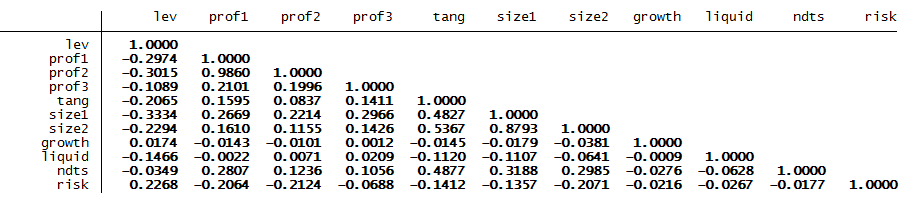 lev prof1 prof2 prof3 tang size1 size2 growth liquid ndts risk
lev 1.0000
prof1 -0.2974 1.0000
prof2 -0.3015 0.9860 1.0000
prof3 -0.1089 0.2101 0.1996 1.0000
tang -0.2065 0.1595 0.0837 0.1411 1.0000
size1 -0.3334 0.2669 0.2214 0.2966 0.4827 1.0000
size2 -0.2294 0.1610 0.1155 0.1426 0.5367 0.8793 1.0000
growth 0.0174 -0.0143 -0.0101 0.0012 -0.0145 -0.0179 -0.0381 1.0000
liquid -0.1466 -0.0022 0.0071 0.0209 -0.1120 -0.1107 -0.0641 -0.0009 1.0000
ndts -0.0349 0.2807 0.1236 0.1056 0.4877 0.3188 0.2985 -0.0276 -0.0628 1.0000
risk 0.2268 -0.2064 -0.2124 -0.0688 -0.1412 -0.1357 -0.2071 -0.0216 -0.0267 -0.0177 1.0000